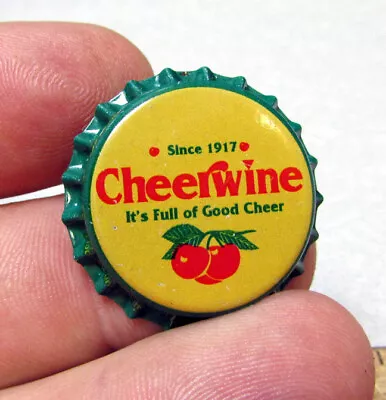 Since 1917
Cheerwine
It's Full of Good Cheer